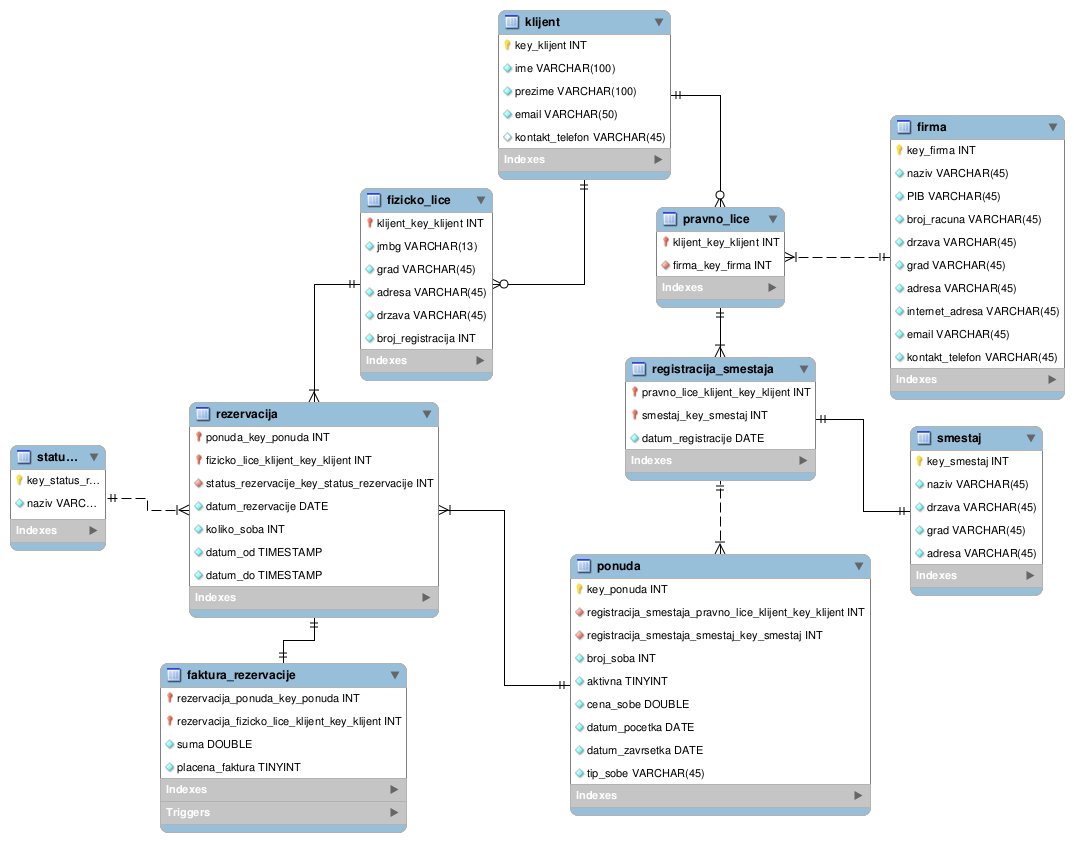 klijent
key_klijent INT
ime VARCHAR(100)
prezime VARCHAR(100)
email VARCHAR(50)
kontakt_telefon VARCHAR(45)
Indexes
firma
key_firma INT
naziv VARCHAR(45)
PIB VARCHAR(45)
broj_racuna VARCHAR(45)
drzava VARCHAR(45)
grad VARCHAR(45)
adresa VARCHAR(45)
internet_adresa VARCHAR(45)
email VARCHAR(45)
kontakt_telefon VARCHAR(45)
Indexes
fizicko_lice
klijent_key_klijent INT
jmbg VARCHAR(13)
grad VARCHAR(45)
adresa VARCHAR(45)
drzava VARCHAR(45)
broj_registracija INT
Indexes
pravno_lice
klijent_key_klijent INT
firma_key_firma INT
Indexes
registracija_smestaja
pravno_lice_klijent_key_klijent INT
smestaj_key_smestaj INT
datum_registracije DATE
Indexes
rezervacija
ponuda_key_ponuda INT
fizicko_lice_klijent_key_klijent INT
status_rezervacije_key_status_rezervacije INT
datum_rezervacije DATE
koliko_soba INT
datum_od TIMESTAMP
datum_do TIMESTAMP
Indexes
statu...
key_status_r...
naziv VARC...
Indexes
smestaj
key_smestaj INT
naziv VARCHAR(45)
drzava VARCHAR(45)
grad VARCHAR(45)
adresa VARCHAR(45)
Indexes
ponuda
key_ponuda INT
registracija_smestaja_pravno_lice_klijent_key_klijent INT
registracija_smestaja_smestaj_key_smestaj INT
broj_soba INT
aktivna TINYINT
cena_sobe DOUBLE
datum_pocetka DATE
datum_zavrsetka DATE
tip_sobe VARCHAR(45)
Indexes
faktura_rezervacije
rezervacija_ponuda_key_ponuda INT
rezervacija_fizicko_lice_klijent_key_klijent INT
suma DOUBLE
placena_faktura TINYINT
Indexes
Triggers